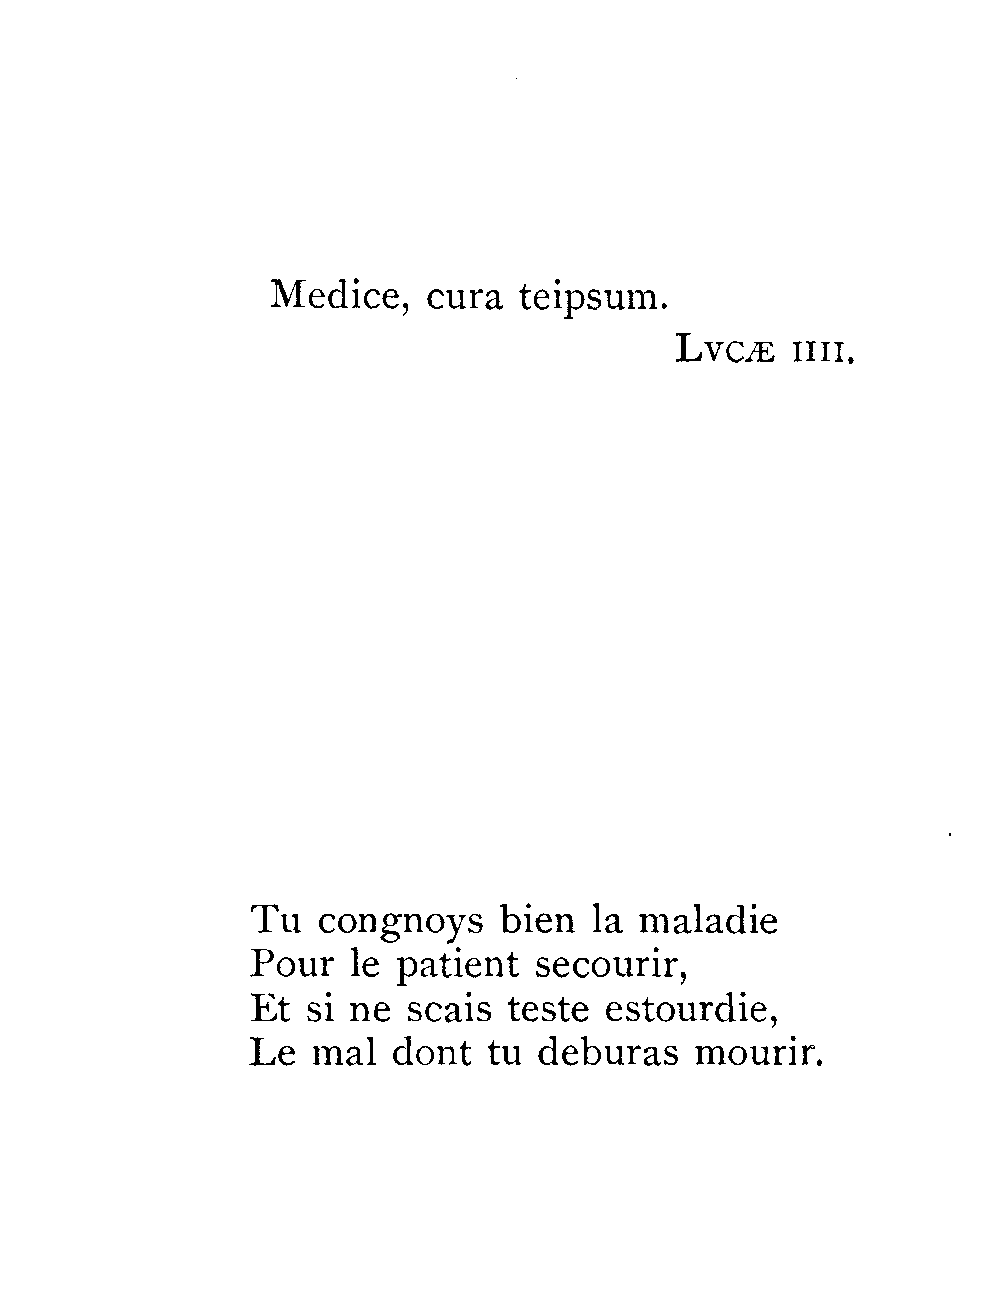 Medice, cura teipsum.
Lvcæ iiii.
Tu congnoys bien la maladie
Pour le patient secourir,
Et si ne scais teste estourdie,
Le mal dont tu deburas mourir.